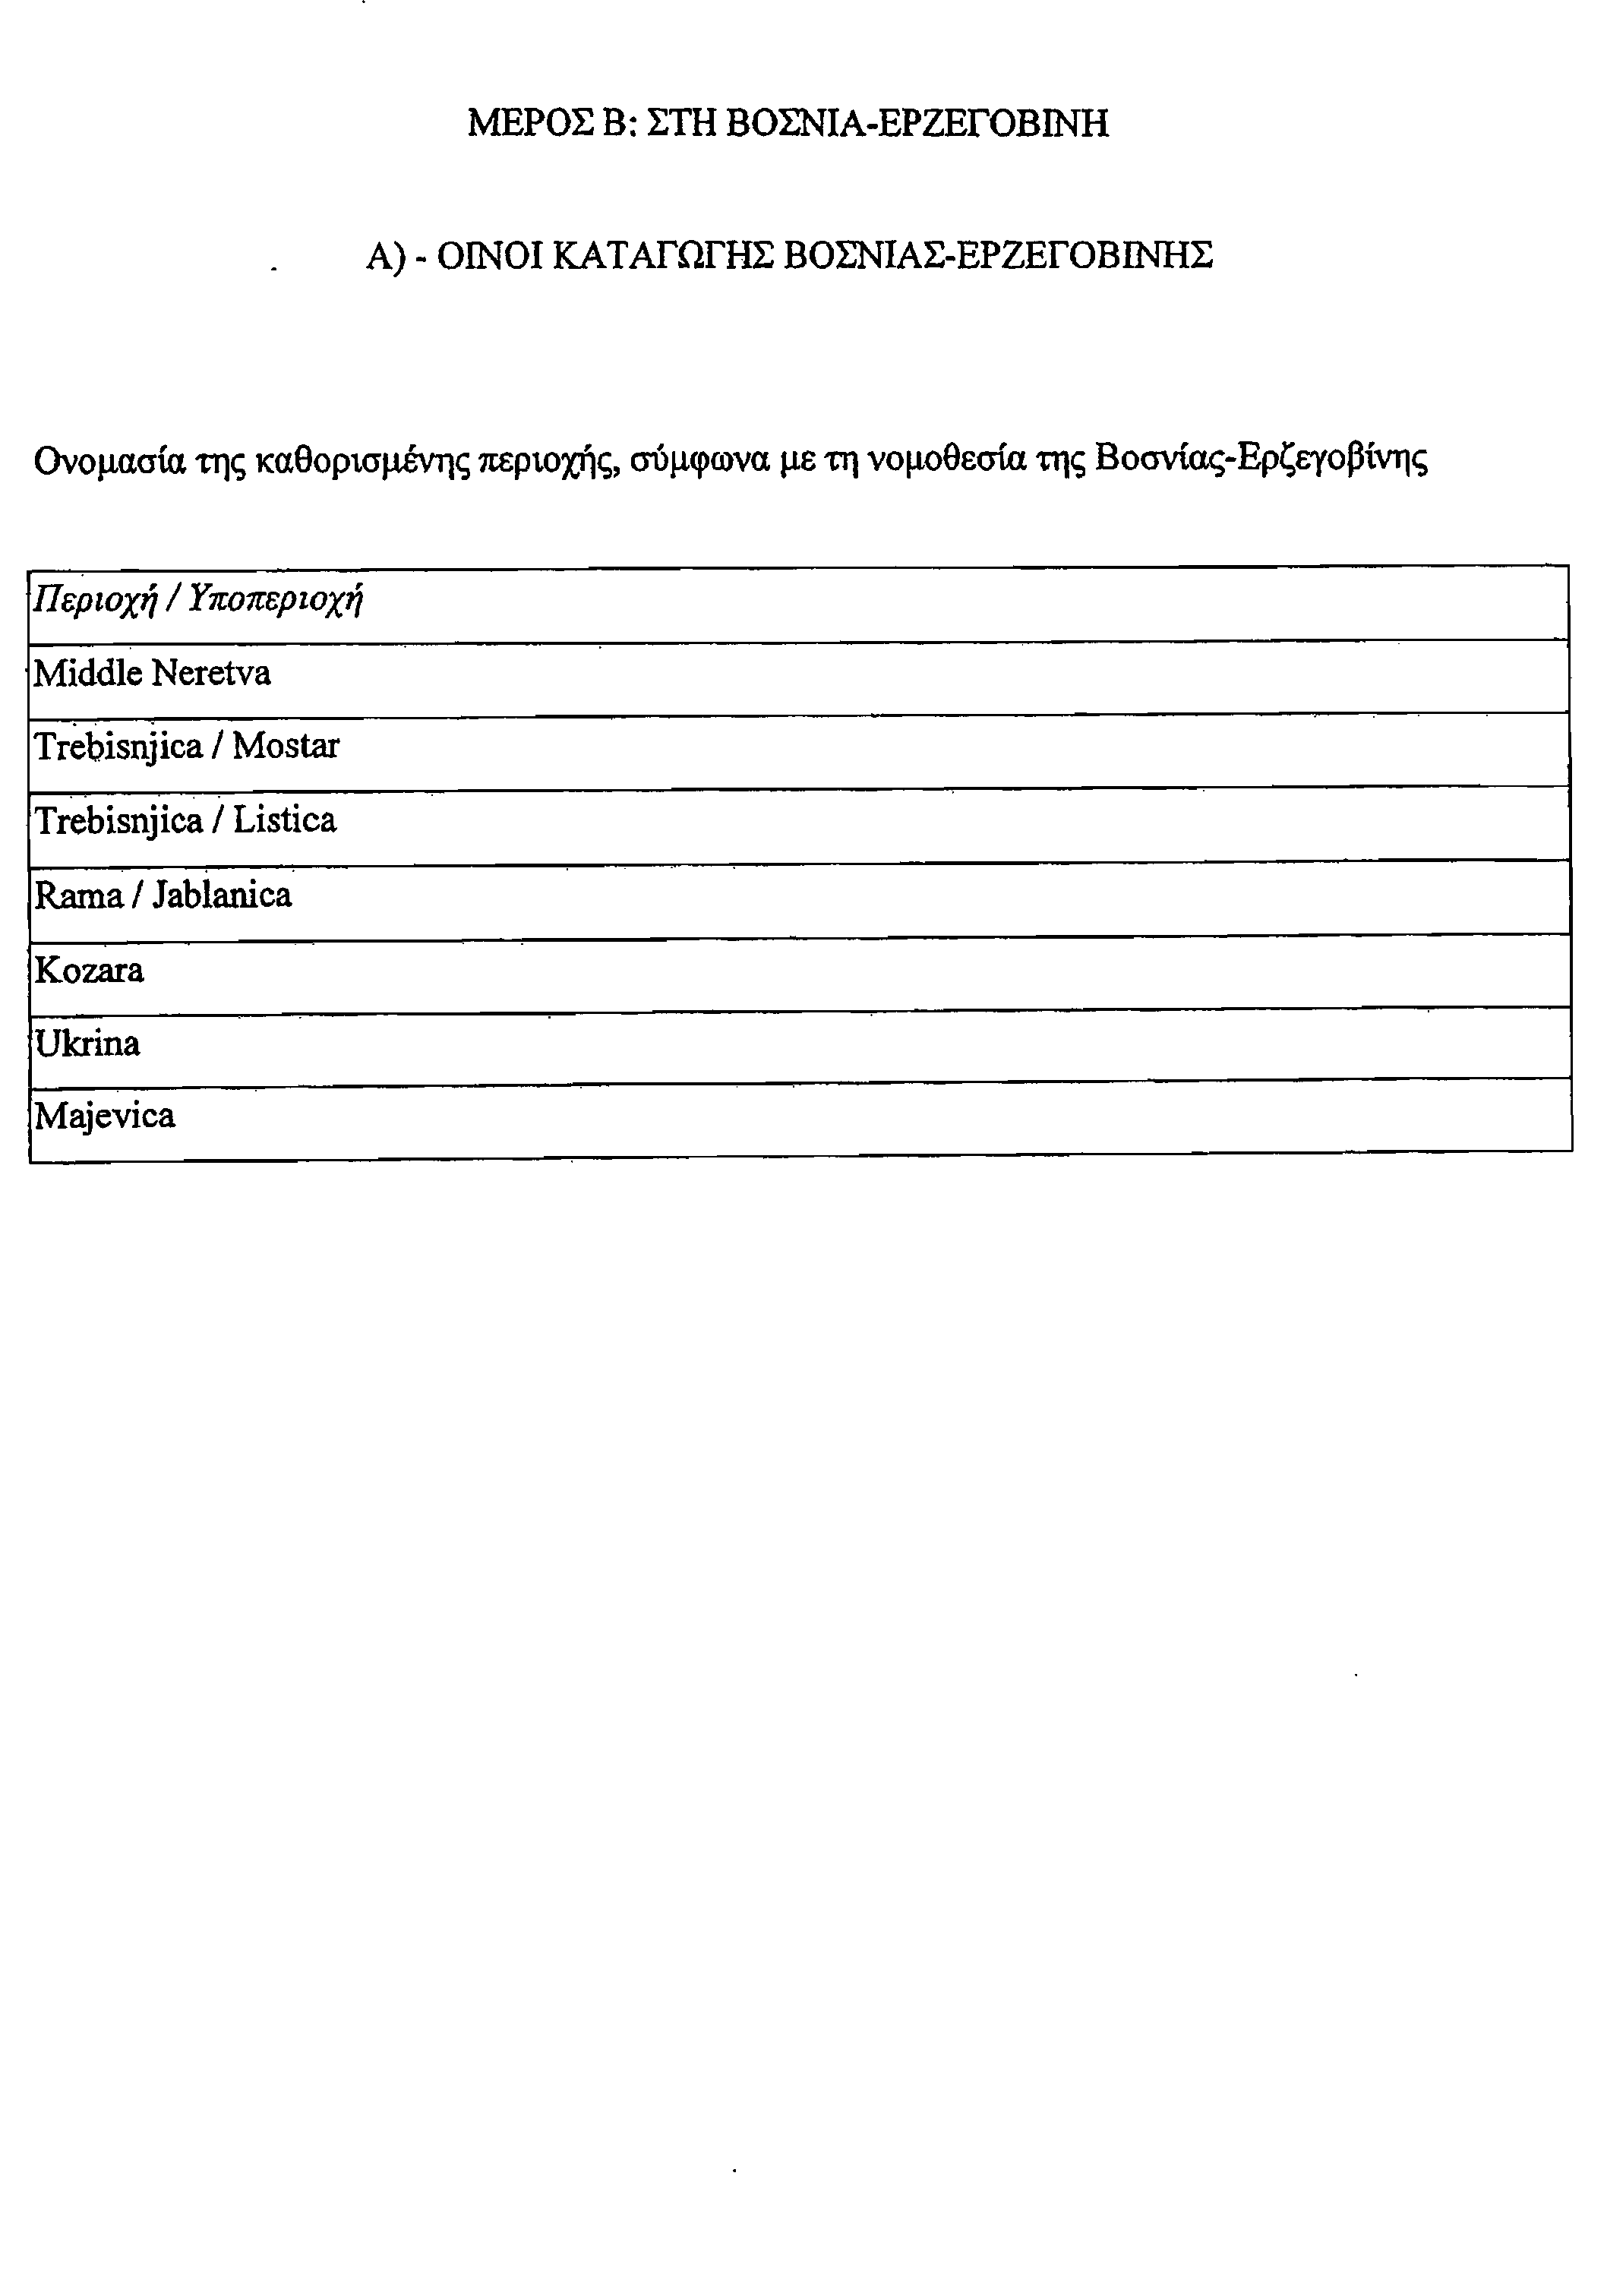 ΜΕΡΟΣ Β: ΣΤΗ ΒΟΣΝΙΑ-ΕΡΖΕΓΟΒΙΝΗ
Α) - ΟΙΝΟΙ ΚΑΤΑΓΩΓΗΣ ΒΟΣΝΙΑΣ-ΕΡΖΕΓΟΒΙΝΗΣ
Ονομασία της καθορισμένης περιοχής, σύμφωνα με τη νομοθεσία της Βοσνίας-Ερζεγοβίνης
Περιοχή / Υποπεριοχή
Middle Neretva
Trebisnjica / Mostar
Trebisnjica / Listica
Rama / Jablanica
Kozara
Ukrina
Majevica